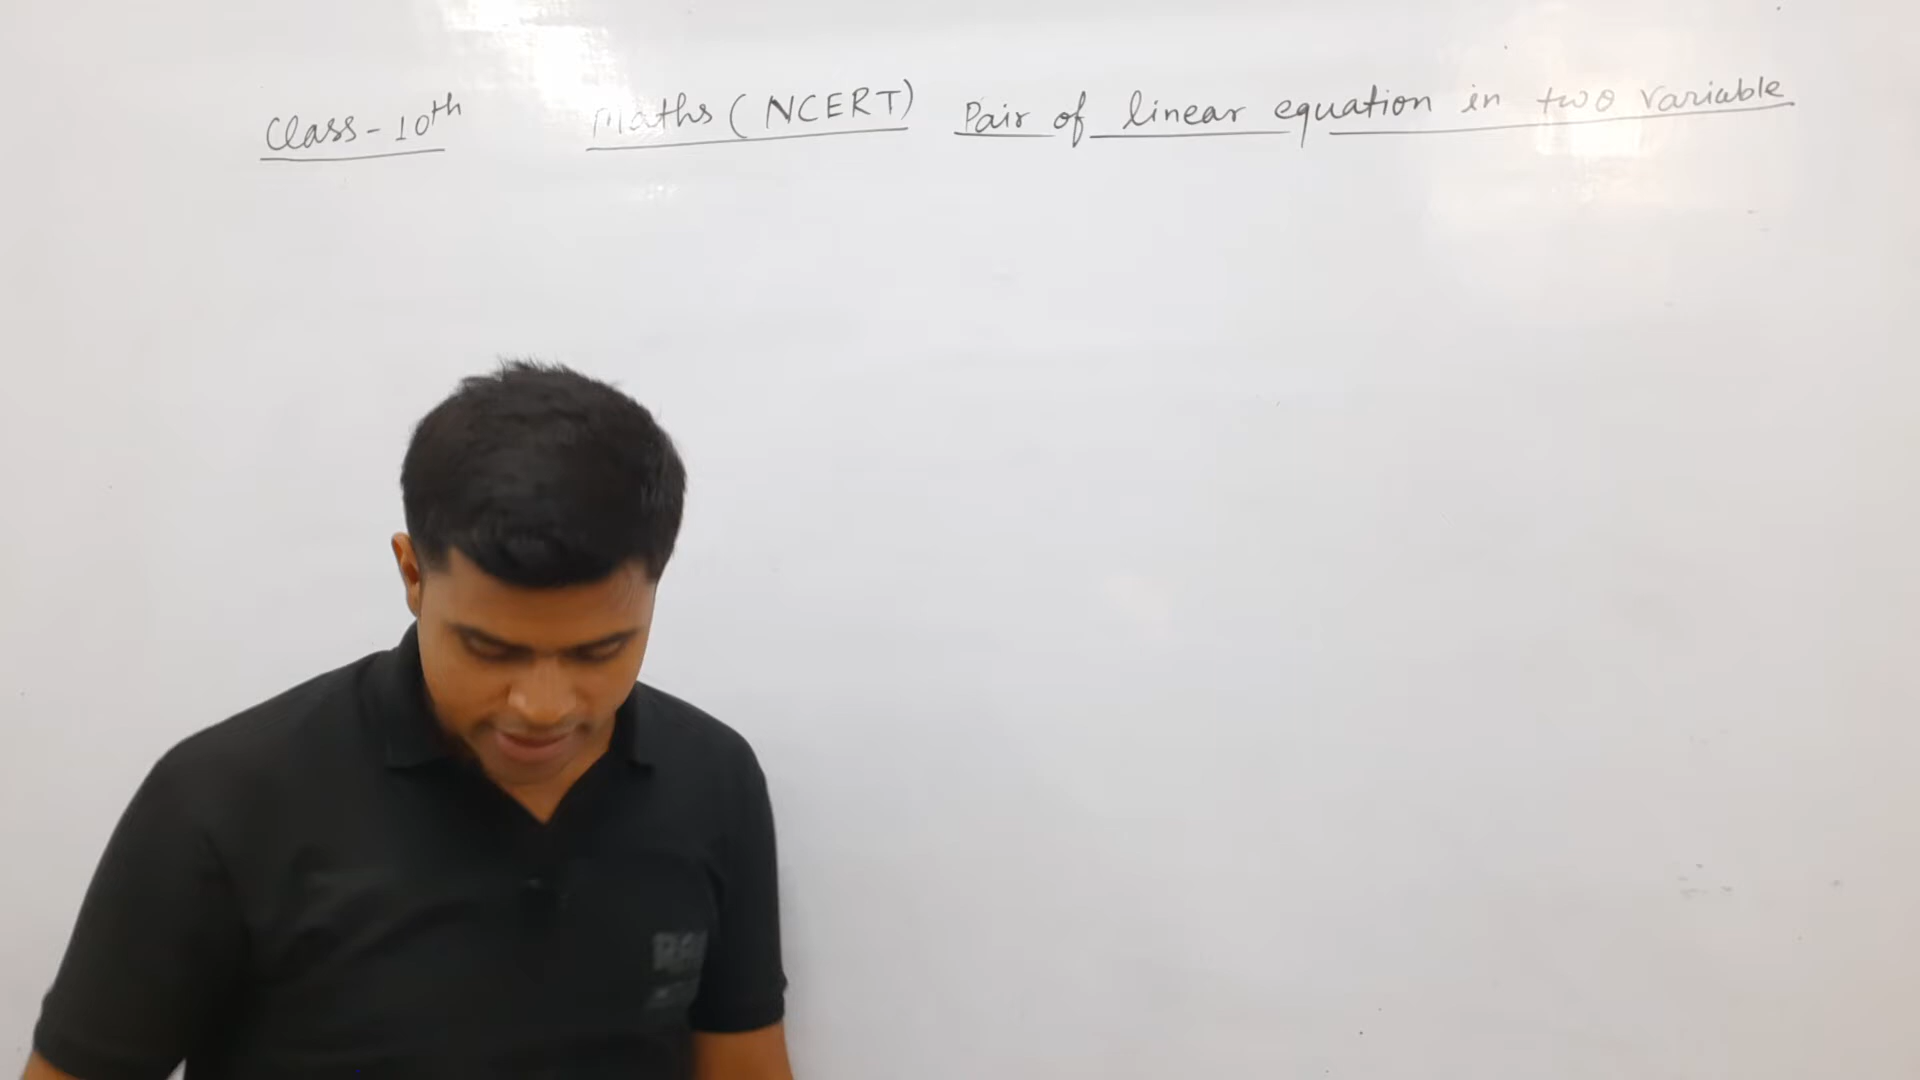 Class-10th Maths (NCERT) Pair of linear equation in two variable